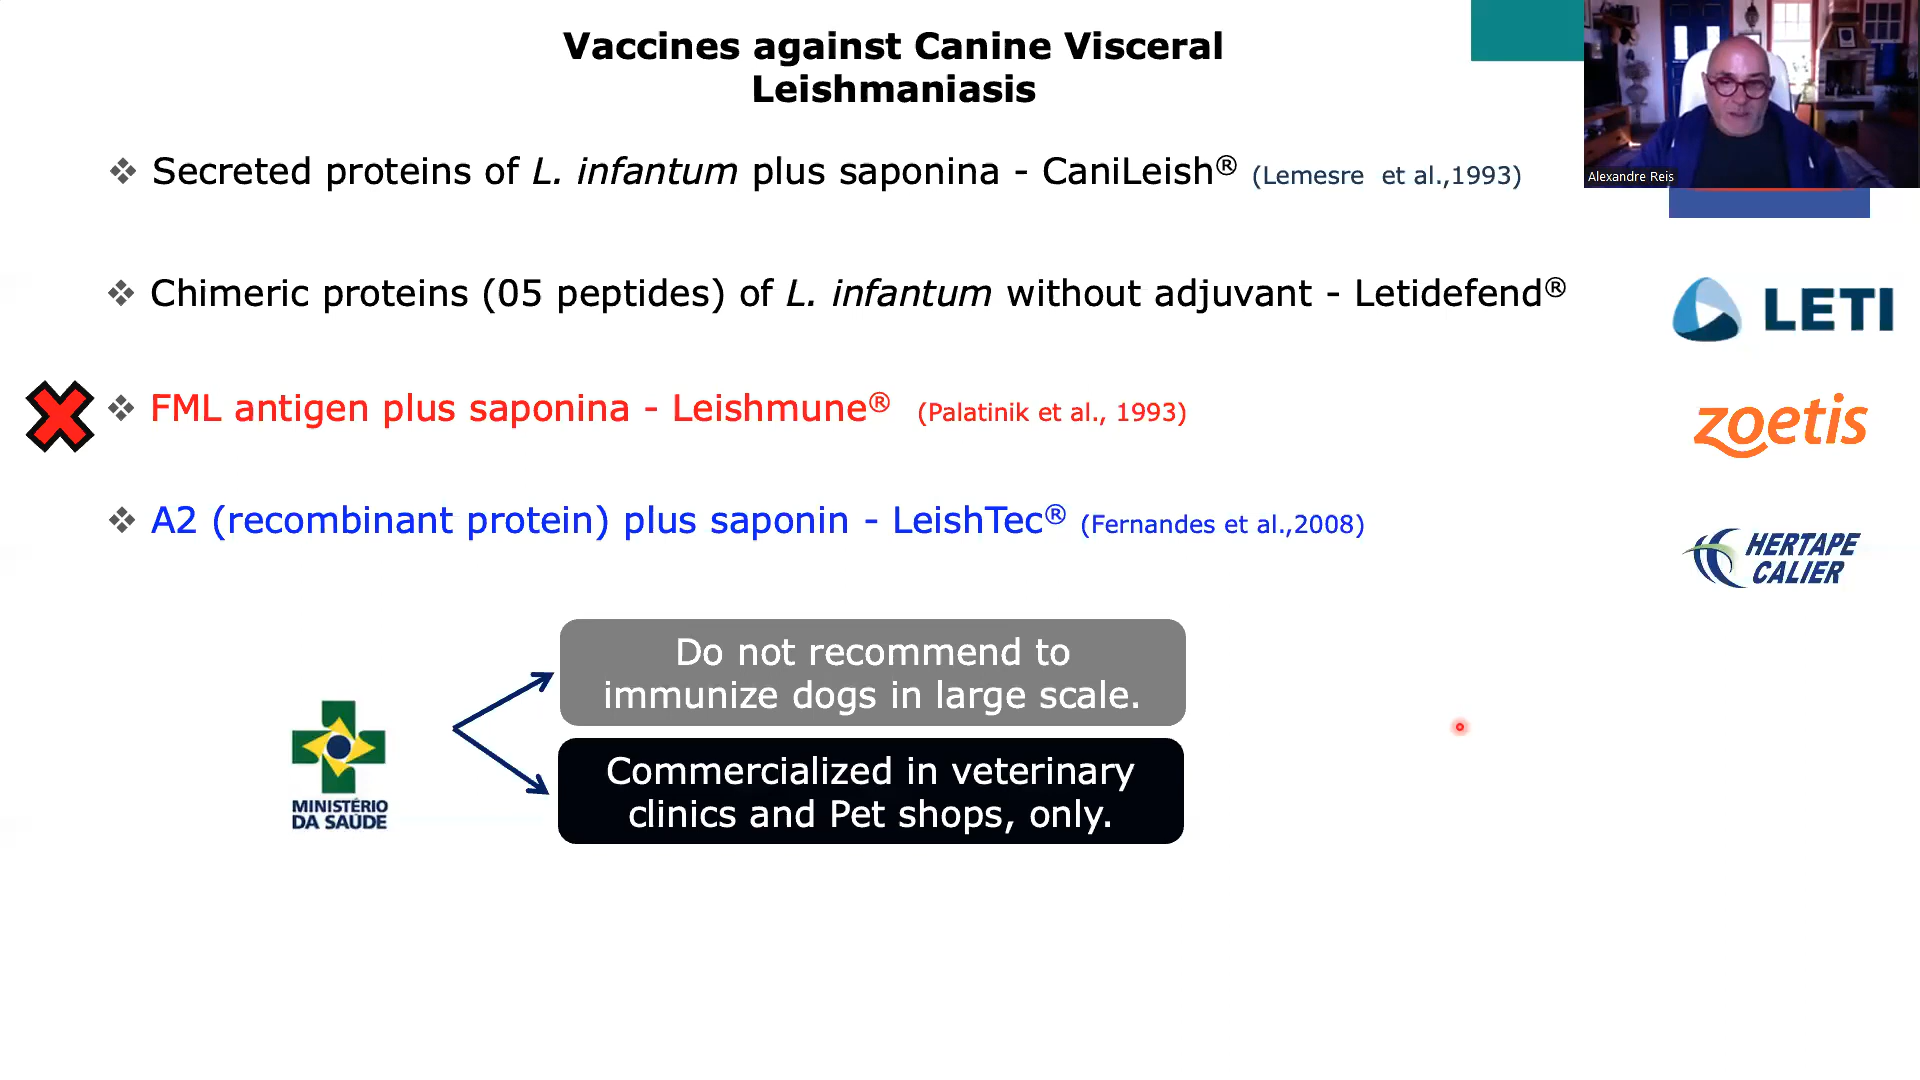 Vaccines against Canine Visceral
Leishmaniasis
Alexandre Reis
❖ Secreted proteins of L. infantum plus saponina - CaniLeish® (Lemesre et al.,1993)
❖ Chimeric proteins (05 peptides) of L. infantum without adjuvant - Letidefend®
LETI
❖ FML antigen plus saponina - Leishmune® (Palatinik et al., 1993)
zoetis
❖ A2 (recombinant protein) plus saponin - LeishTec® (Fernandes et al.,2008)
HERTAPE
CALIER
Do not recommend to
immunize dogs in large scale.
Commercialized in veterinary
clinics and Pet shops, only.
MINISTÉRIO
DA SAÚDE